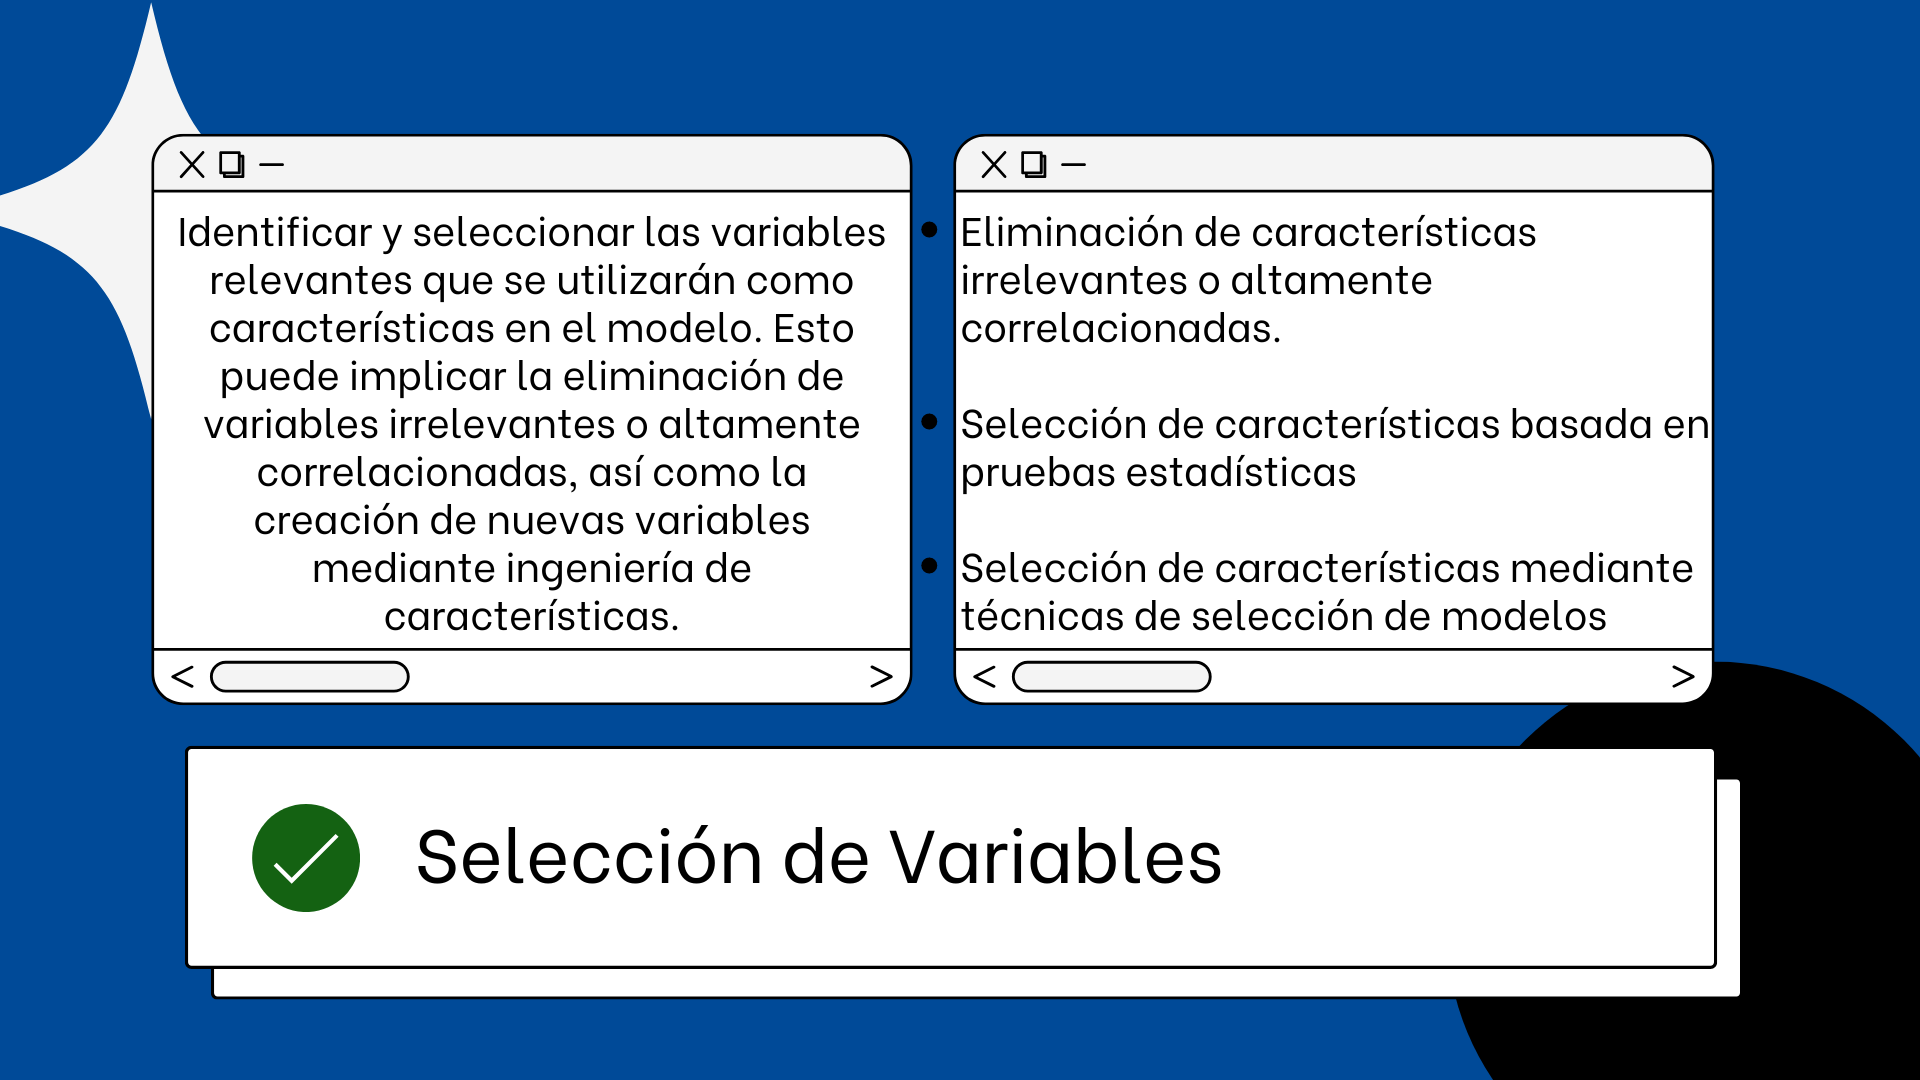 Identificar y seleccionar las variables
relevantes que se utilizarán como
características en el modelo. Esto
puede implicar la eliminación de
variables irrelevantes o altamente
correlacionadas, así como la
creación de nuevas variables
mediante ingeniería de
características.
• Eliminación de características
irrelevantes o altamente
correlacionadas.
• Selección de características basada en
pruebas estadísticas
• Selección de características mediante
técnicas de selección de modelos
Selección de Variables